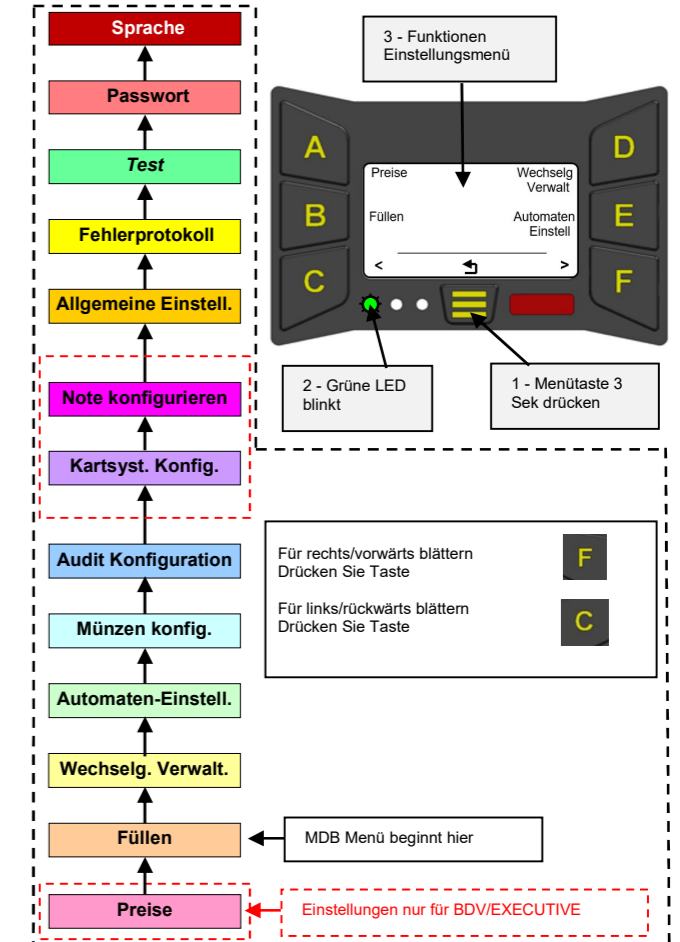 Sprache
Passwort
Test
Fehlerprotokoll
Allgemeine Einstell.
Note konfigurieren
Kartsyst. Konfig.
Audit Konfiguration
Münzen konfig.
Automaten-Einstell.
Wechselg. Verwalt.
Füllen
Preise
3 - Funktionen
Einstellungsmenü
A
B
C
D
E
F
Preise
Wechselg
Verwalt
Füllen
Automaten
Einstell
<
>
2 - Grüne LED
blinkt
1 - Menütaste 3
Sek drücken
Für rechts/vorwärts blättern
Drücken Sie Taste
F
Für links/rückwärts blättern
Drücken Sie Taste
C
MDB Menü beginnt hier
Einstellungen nur für BDV/EXECUTIVE